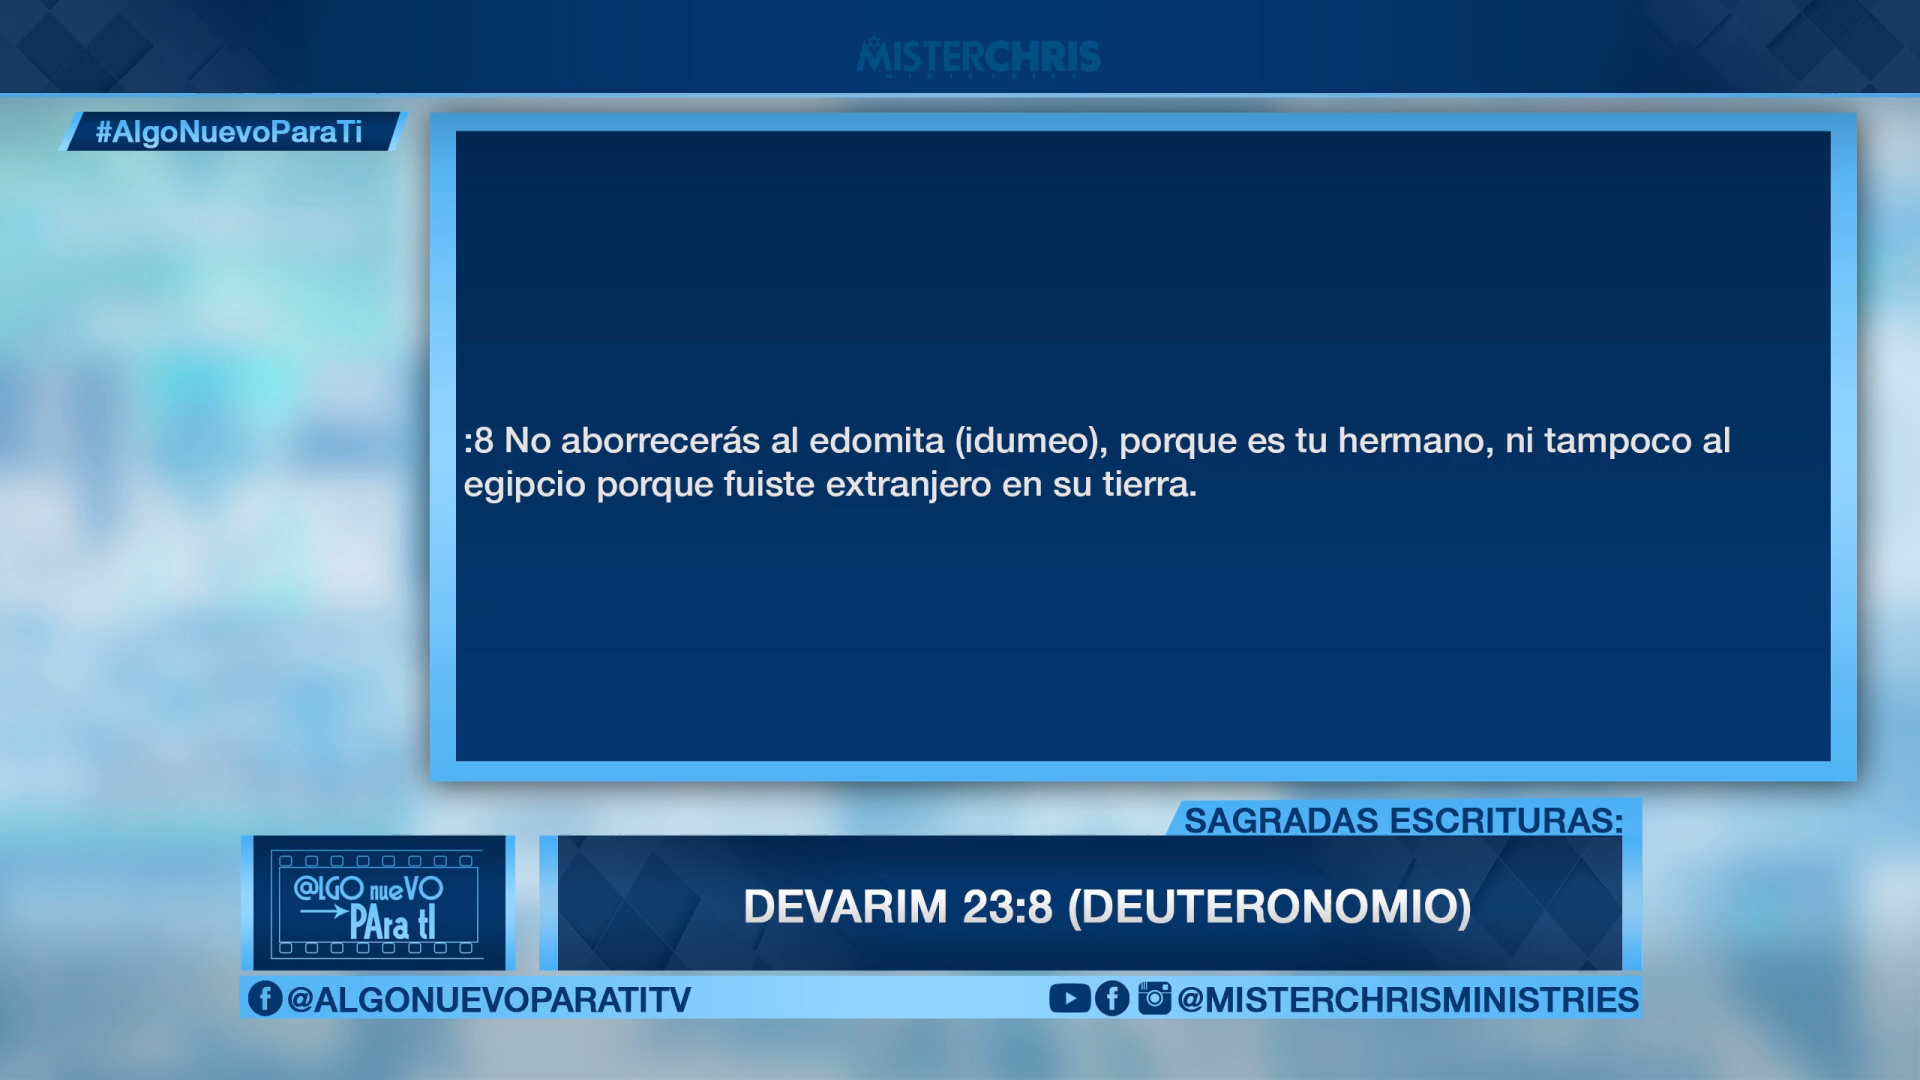 MISTERCHRIS
MINISTRIES
#AlgoNuevoParaTi
:8 No aborrecerás al edomita (idumeo), porque es tu hermano, ni tampoco al
egipcio porque fuiste extranjero en su tierra.
SAGRADAS ESCRITURAS:
@LGO nueVO
PAra tI
DEVARIM 23:8 (DEUTERONOMIO)
@ALGONUEVOPARATITV
@MISTERCHRISMINISTRIES